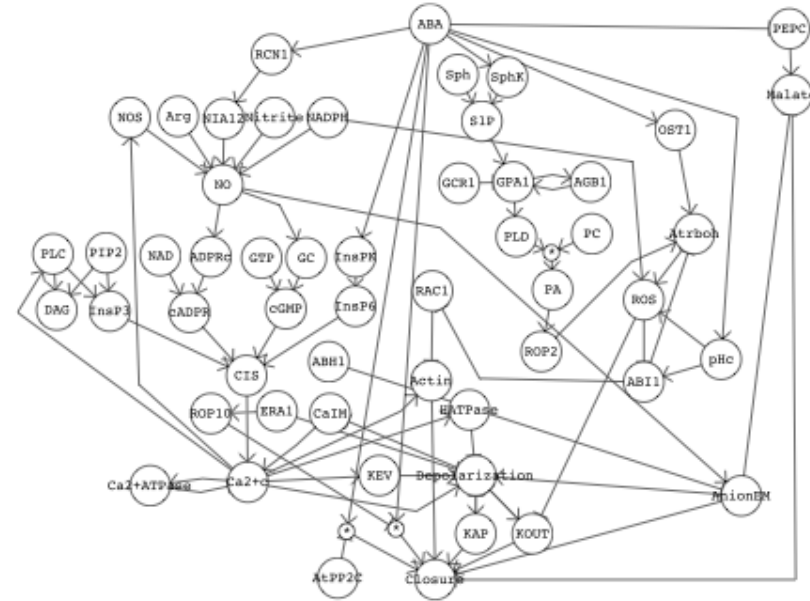 ABA
PEPC
RCN1
Sph
SphK
Malate
NOS
Arg
NIA12
Nitrite
NADPH
S1P
OST1
NO
GCR1
GPA1
AGB1
PLC
PIP2
NAD
ADPRc
GTP
GC
InsPK
PLD
*
PC
Atrboh
DAG
InsP3
cADPR
cGMP
InsP6
RAC1
PA
ROS
ROP2
pHc
CIS
ABH1
Actin
ABI1
ROP10
ERA1
CaIM
HATPase
Ca2+ATPase
Ca2+c
KEV
Depolarization
AnionEM
*
*
KAP
KOUT
AtPP2C
Closure